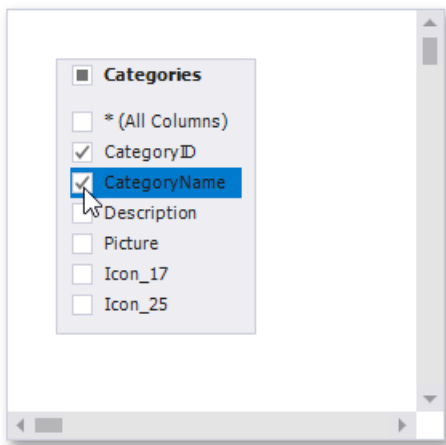 Categories
* (All Columns)
CategoryID
CategoryName
Description
Picture
Icon_17
Icon_25